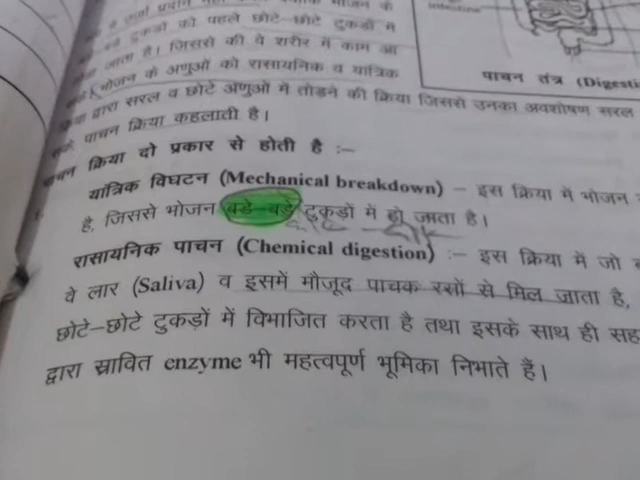 टुकड़ो को पहले छोटे-छोटे टुकड़ों में
जाता है। जिससे की वे शरीर में काम आ
भोजन के अणुओं को रासायनिक व यांत्रिक
पाचन तंत्र
द्वारा सरल व छोटे अणुओं में तोड़ने की क्रिया जिससे उनका अवशोषण सरल
पाचन क्रिया कहलाती है।
क्रिया दो प्रकार से होती है :–
यांत्रिक विघटन (Mechanical breakdown) – इस क्रिया में भोजन
है, जिससे भोजन बडे–बडे टुकड़ों में हो जाता है।
रासायनिक पाचन (Chemical digestion) :– इस क्रिया में जो
वे लार (Saliva) व इसमें मौजूद पाचक रसों से मिल जाता है,
छोटे–छोटे टुकड़ों में विभाजित करता है तथा इसके साथ ही
द्वारा स्रावित enzyme भी महत्वपूर्ण भूमिका निभाते हैं।